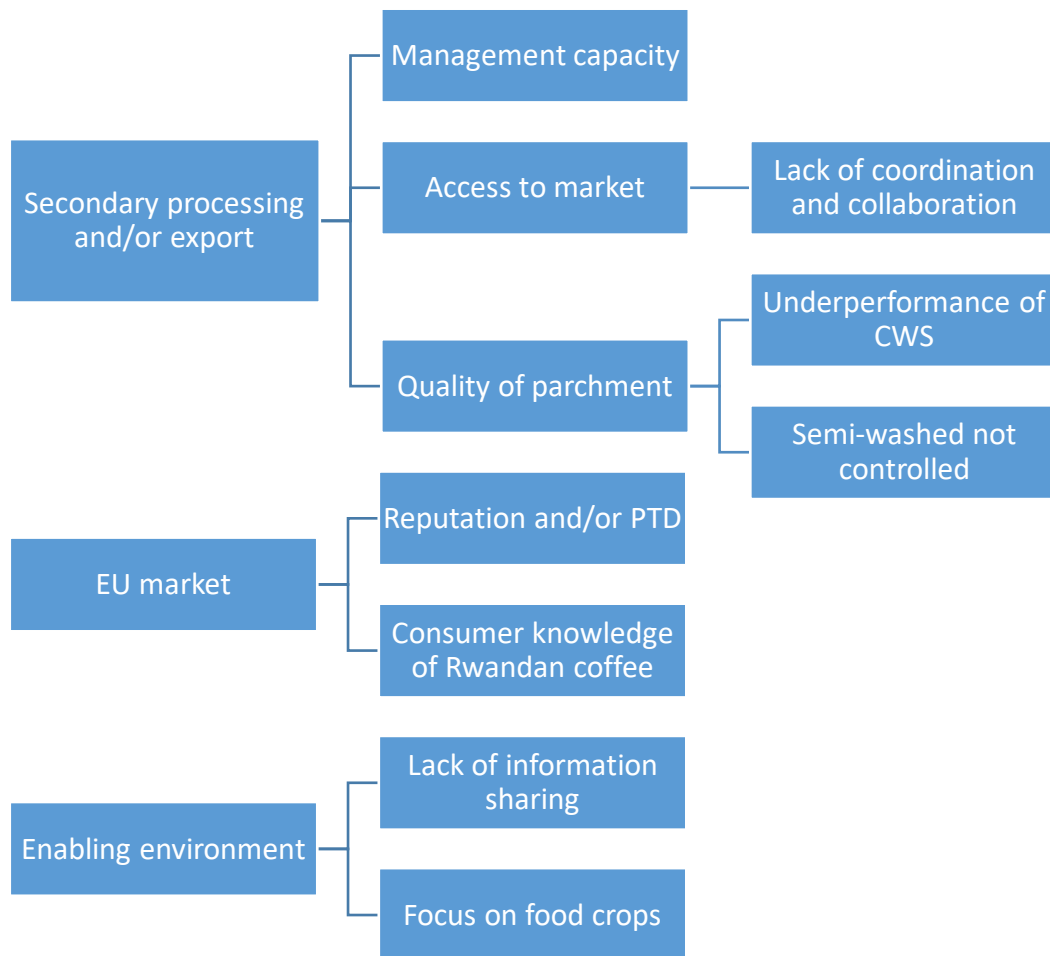 Secondary processing
and/or export
Management capacity
Access to market
Lack of coordination
and collaboration
Quality of parchment
Underperformance of
CWS
Semi-washed not
controlled
EU market
Reputation and/or PTD
Consumer knowledge
of Rwandan coffee
Enabling environment
Lack of information
sharing
Focus on food crops